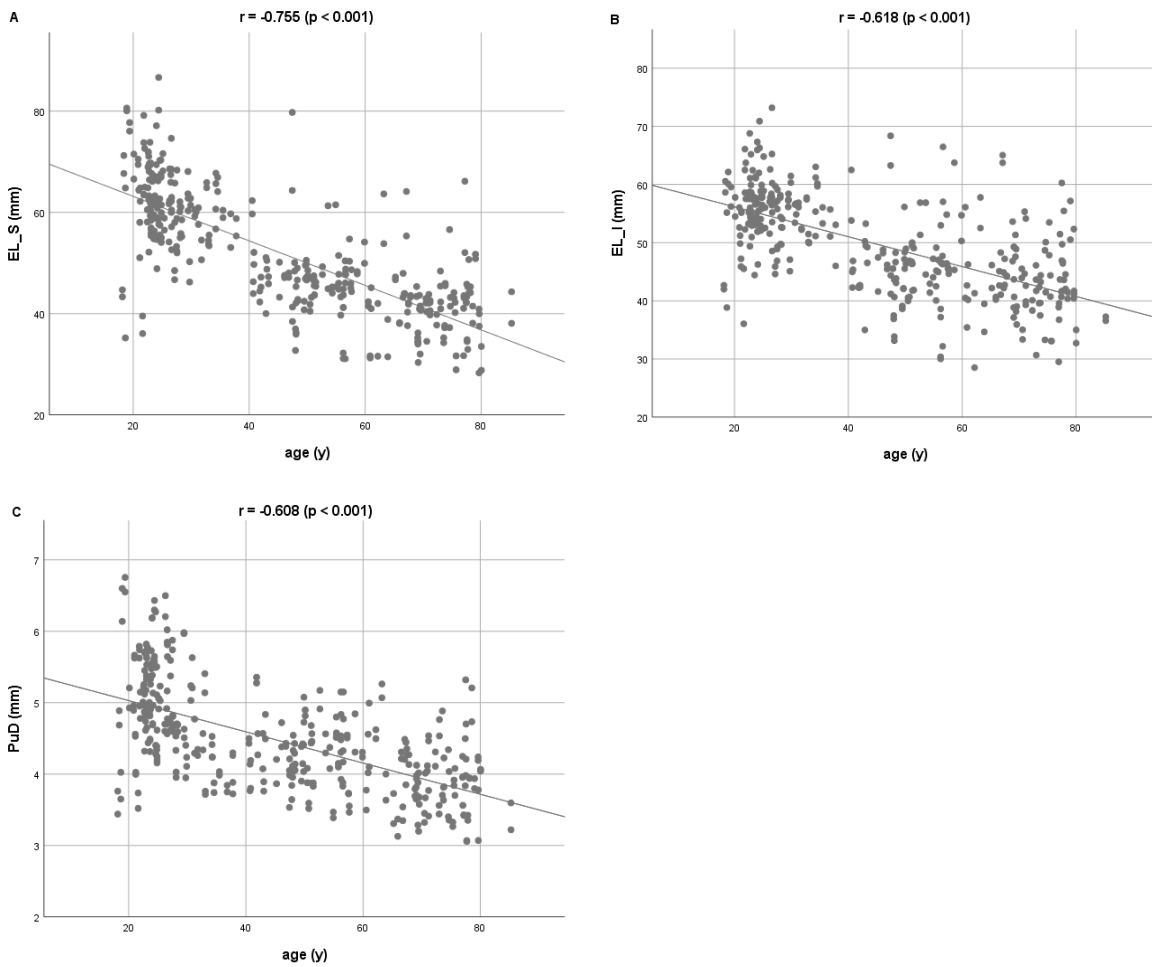 A
r = -0.755 (p < 0.001)
EL_S (mm)
80
60
40
20
20 40 60 80
age (y)
B
r = -0.618 (p < 0.001)
EL_I (mm)
80
70
60
50
40
30
20
20 40 60 80
age (y)
C
r = -0.608 (p < 0.001)
PuD (mm)
7
6
5
4
3
2
20 40 60 80
age (y)